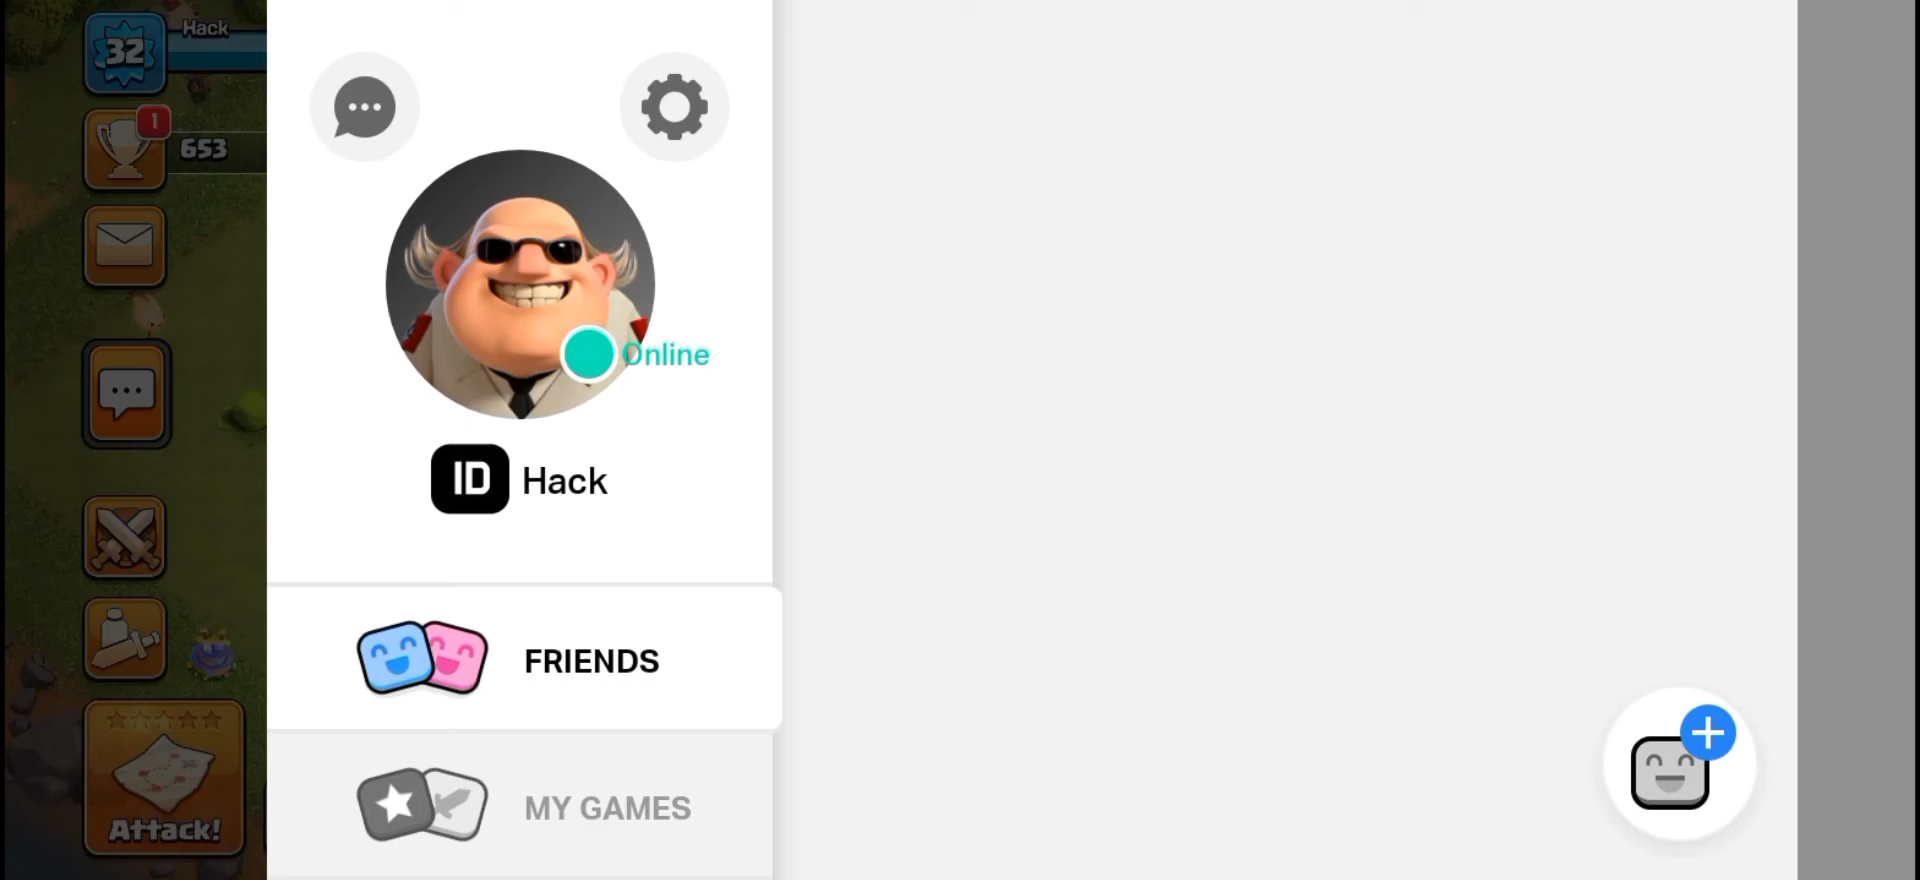 32
Hack
1
653
Attack!
Online
ID Hack
FRIENDS
MY GAMES